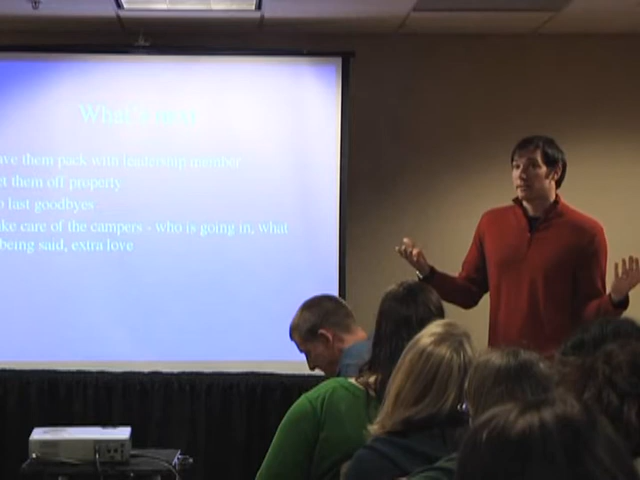 What's next
ave them pack with leadership member
et them off property
o last goodbyes
ake care of the campers - who is going in, what
being said, extra love